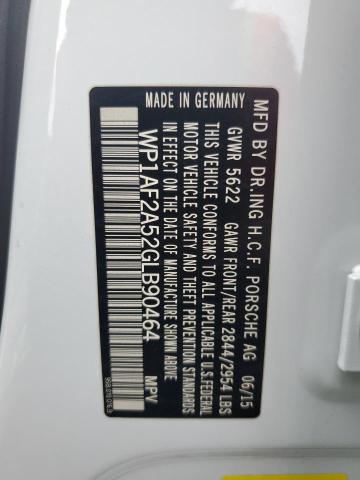 MFD BY DR.ING H.C.F. PORSCHE AG 06/15
GVWR 5622 GAWR FRONT/REAR 2844/2954 LBS
THIS VEHICLE CONFORMS TO ALL APPLICABLE U.S.FEDERAL
MOTOR VEHICLE SAFETY AND THEFT PREVENTION STANDARDS
IN EFFECT ON THE DATE OF MANUFACTURE SHOWN ABOVE
WP1AF2A52GLB90464 MPV
MADE IN GERMANY